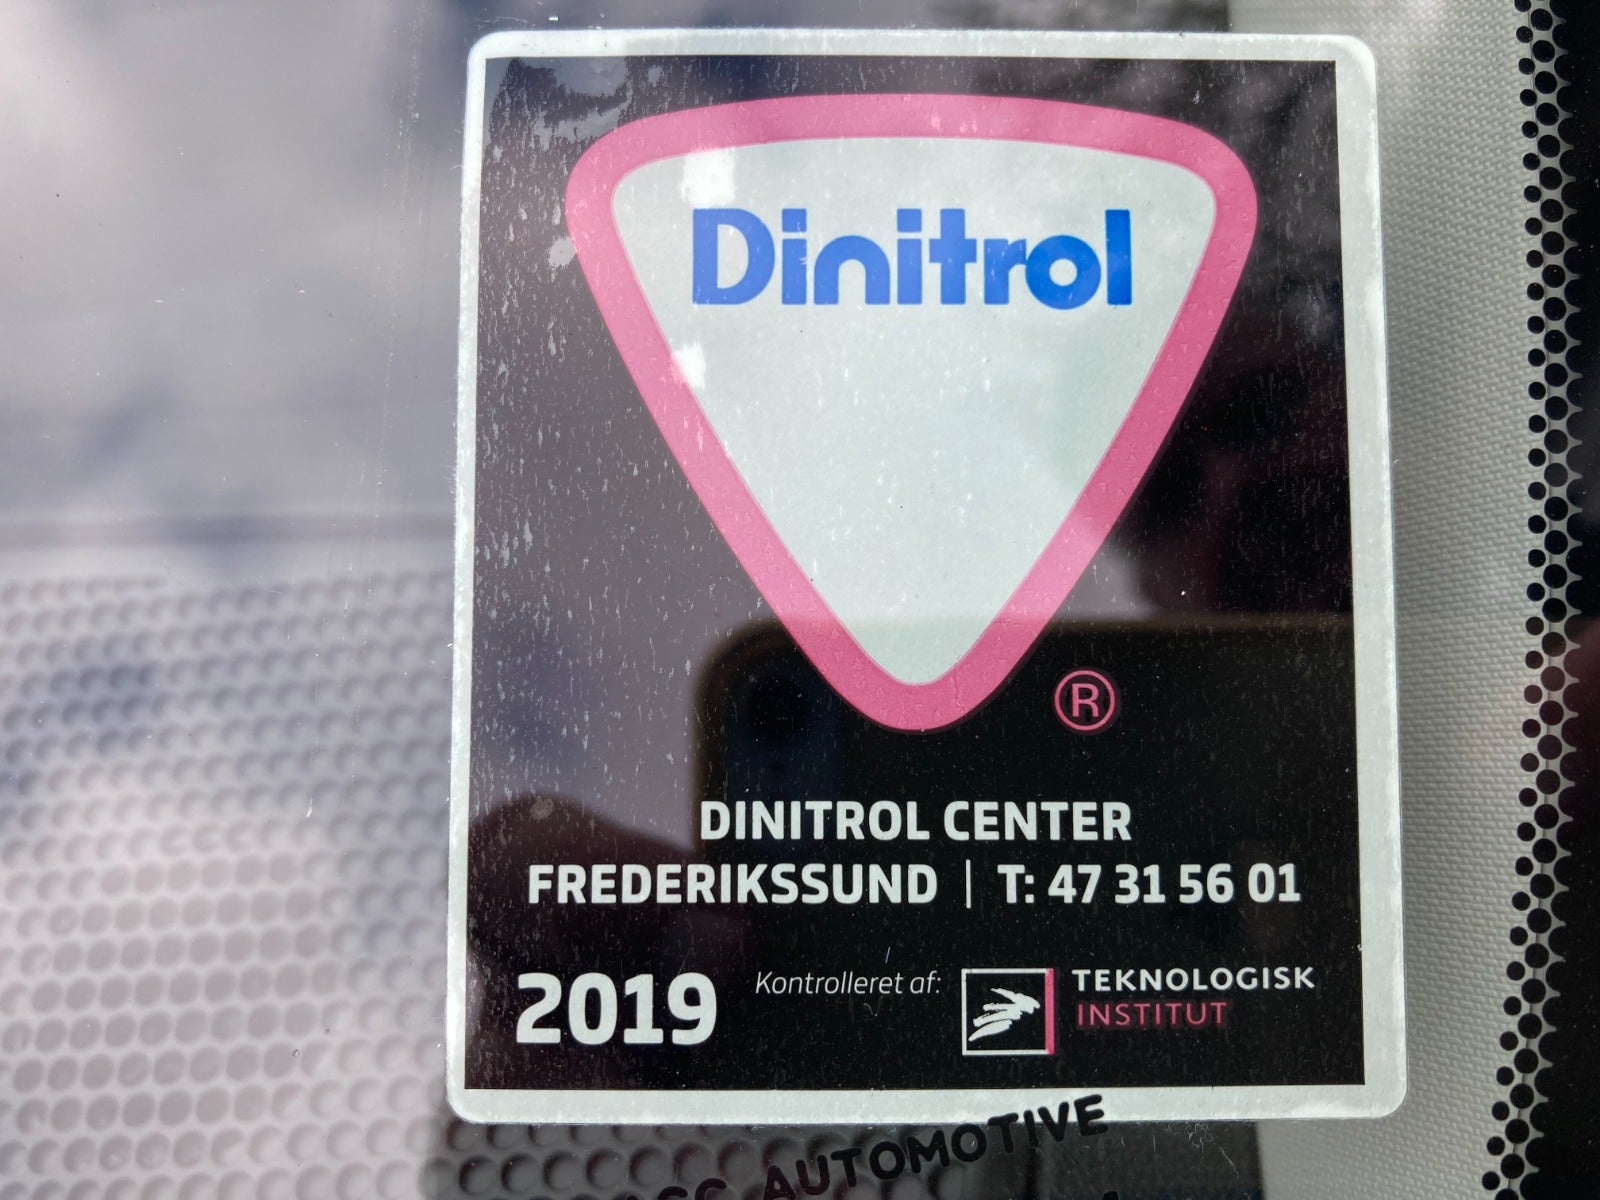 Dinitrol
®
DINITROL CENTER
FREDERIKSSUND | T: 47 31 56 01
2019 Kontrolleret af: TEKNOLOGISK
INSTITUT
AUTOMOTIVE